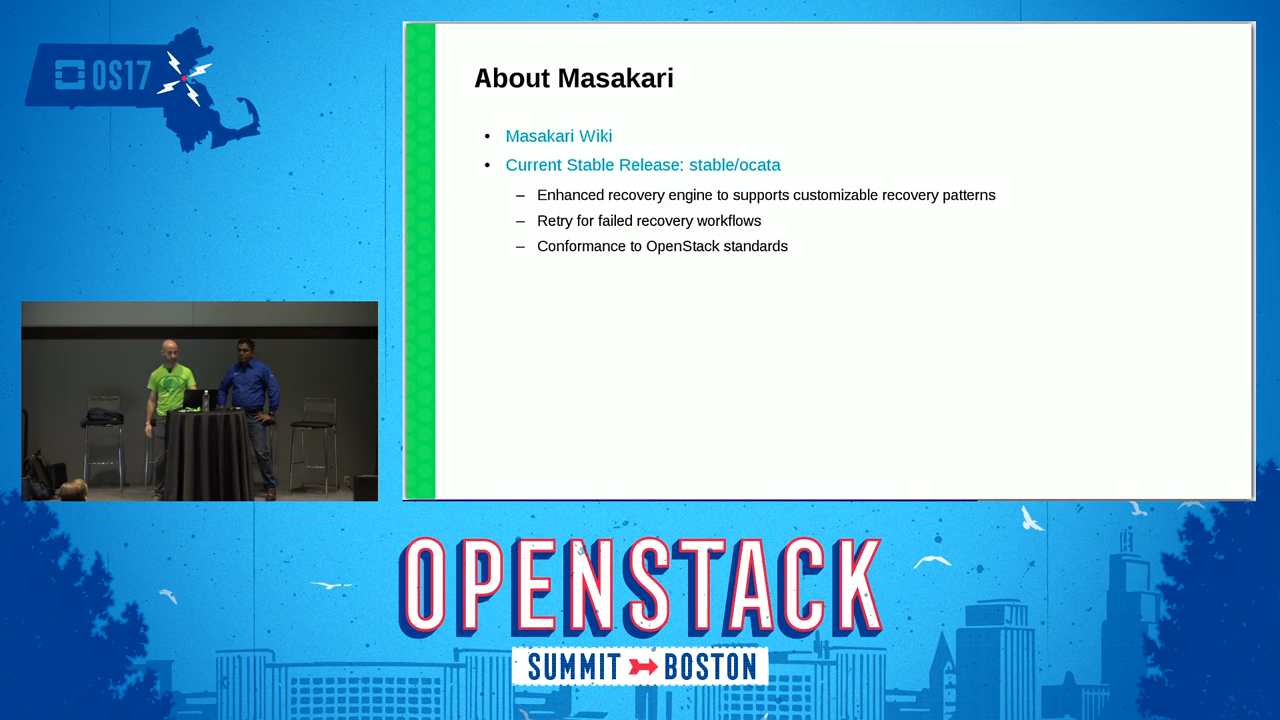 OS17
About Masakari
• Masakari Wiki
• Current Stable Release: stable/ocata
– Enhanced recovery engine to supports customizable recovery patterns
– Retry for failed recovery workflows
– Conformance to OpenStack standards
OPENSTACK
SUMMIT BOSTON